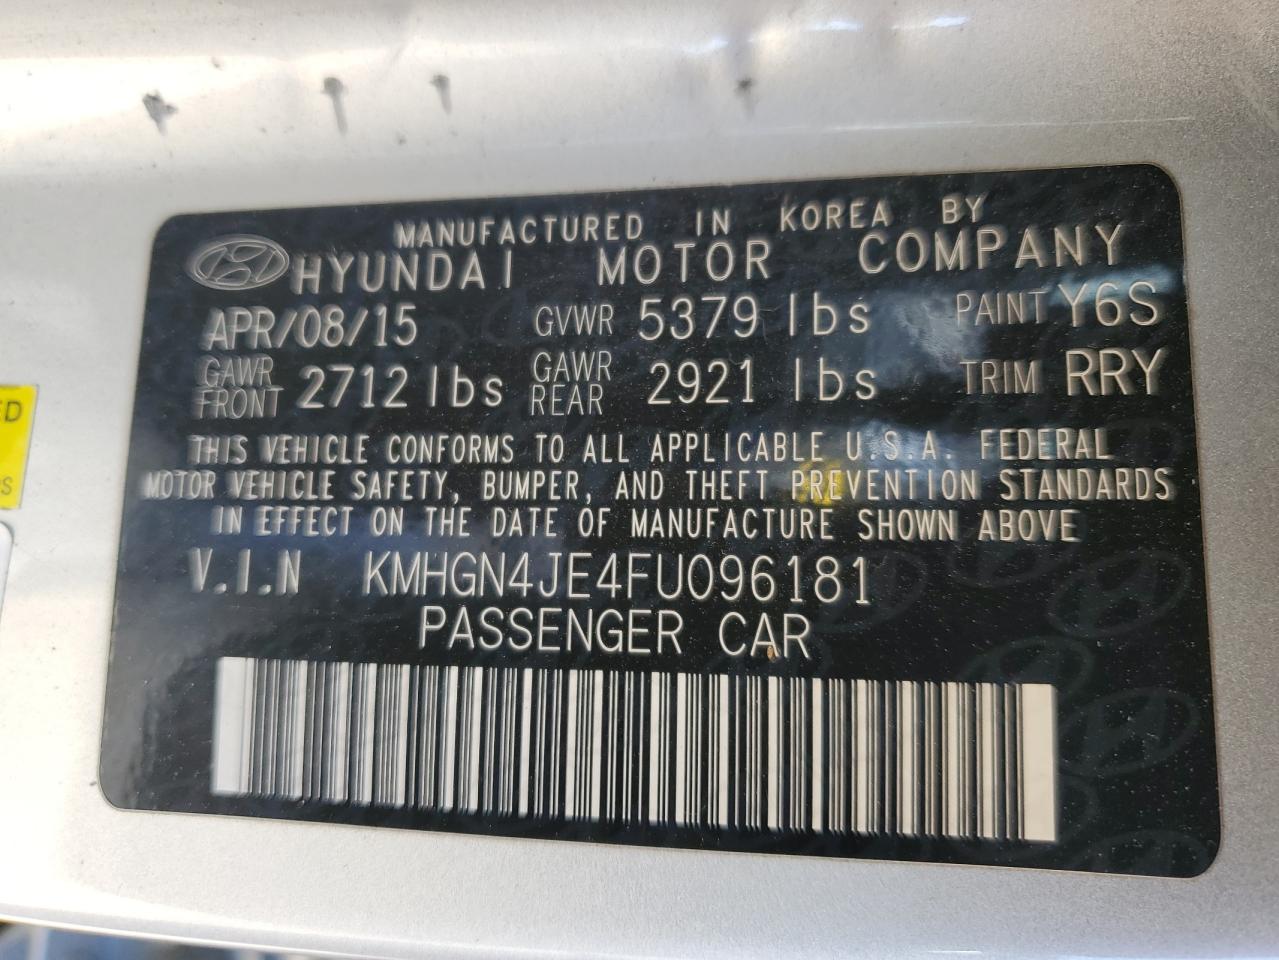 MANUFACTURED IN KOREA BY
HYUNDAI MOTOR COMPANY
APR/08/15 GVWR 5379 lbs PAINT Y6S
GAWR FRONT 2712 lbs GAWR REAR 2921 lbs TRIM RRY
THIS VEHICLE CONFORMS TO ALL APPLICABLE U.S.A. FEDERAL
MOTOR VEHICLE SAFETY, BUMPER, AND THEFT PREVENTION STANDARDS
IN EFFECT ON THE DATE OF MANUFACTURE SHOWN ABOVE
V.I.N KMHGN4JE4FU096181
PASSENGER CAR